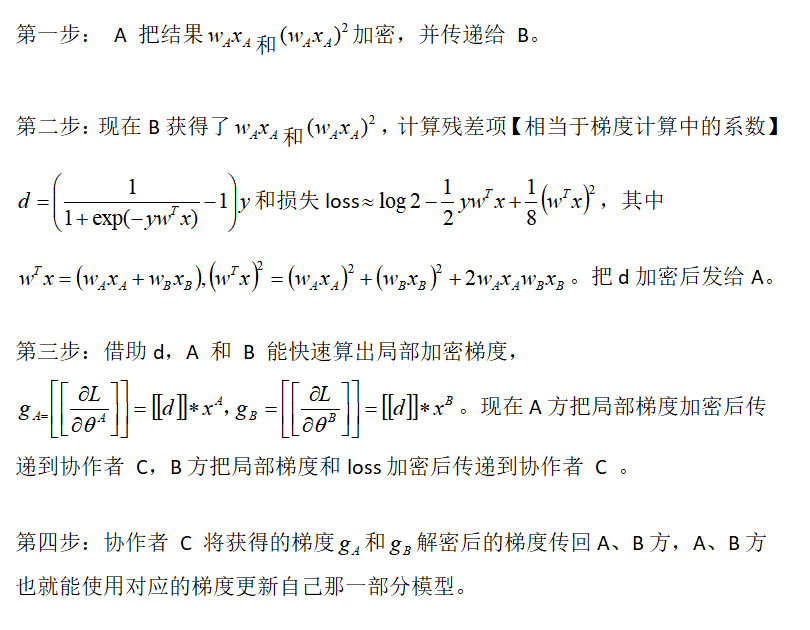 第一步： A 把结果 $w_A x_A$ 和 $(w_A x_A)^2$ 加密，并传递给 B。
第二步：现在 B 获得了 $w_A x_A$ 和 $(w_A x_A)^2$，计算残差项【相当于梯度计算中的系数】
$d = \left(\frac{1}{1+\exp(-yw^T x)} - 1\right) y$ 和损失 loss≈ $\log 2 - \frac{1}{2} yw^T x + \frac{1}{8} (w^T x)^2$，其中
$w^T x = (w_A x_A + w_B x_B), (w^T x)^2 = (w_A x_A)^2 + (w_B x_B)^2 + 2w_A x_A w_B x_B$。把 d 加密后发给 A。
第三步：借助 d，A 和 B 能快速算出局部加密梯度，
$g_{A=} \left[\left[\frac{\partial L}{\partial \theta^A}\right]\right] = [[d]] * x^A, g_B = \left[\left[\frac{\partial L}{\partial \theta^B}\right]\right] = [[d]] * x^B$。现在 A 方把局部梯度加密后传
递到协作者 C，B 方把局部梯度和 loss 加密后传递到协作者 C 。
第四步：协作者 C 将获得的梯度 $g_A$ 和 $g_B$ 解密后的梯度传回 A、B 方，A、B 方
也就能使用对应的梯度更新自己那一部分模型。